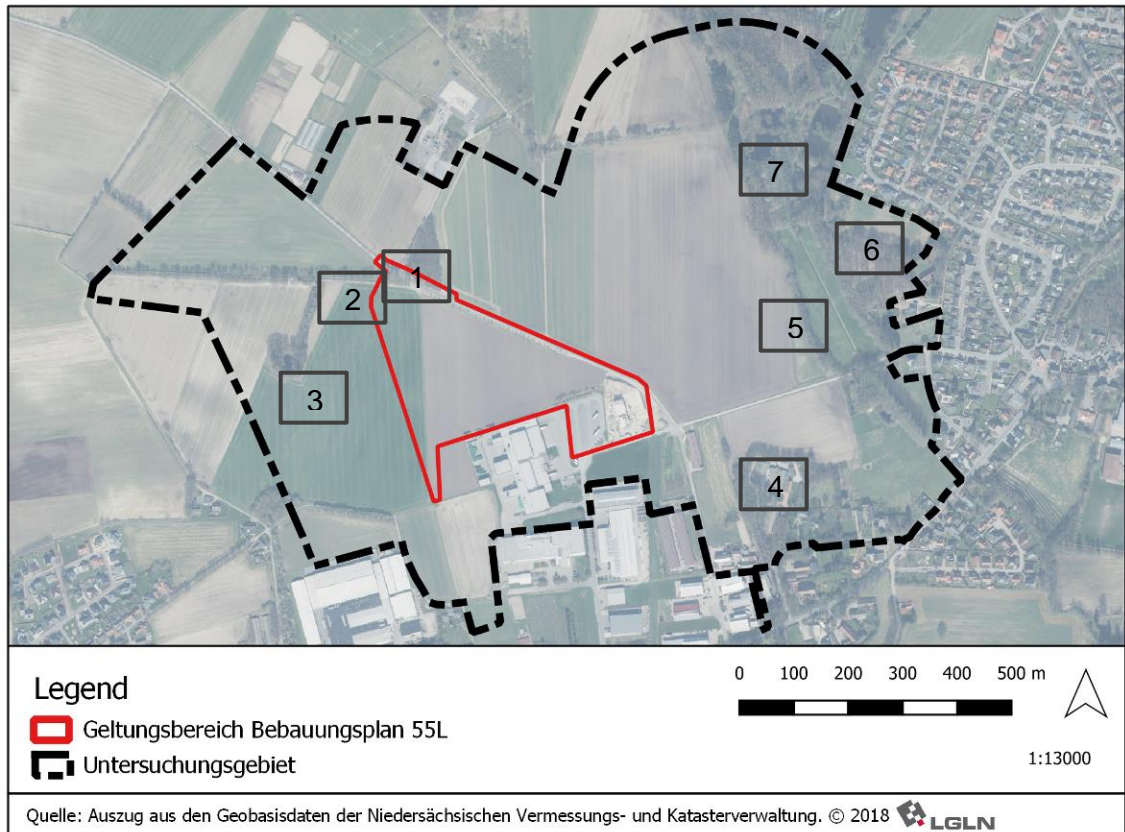 7
6
1
2
5
3
4
Legend
Geltungsbereich Bebauungsplan 55L
Untersuchungsgebiet
0 100 200 300 400 500 m
1:13000
Quelle: Auszug aus den Geobasisdaten der Niedersächsischen Vermessungs- und Katasterverwaltung. © 2018 LGLN